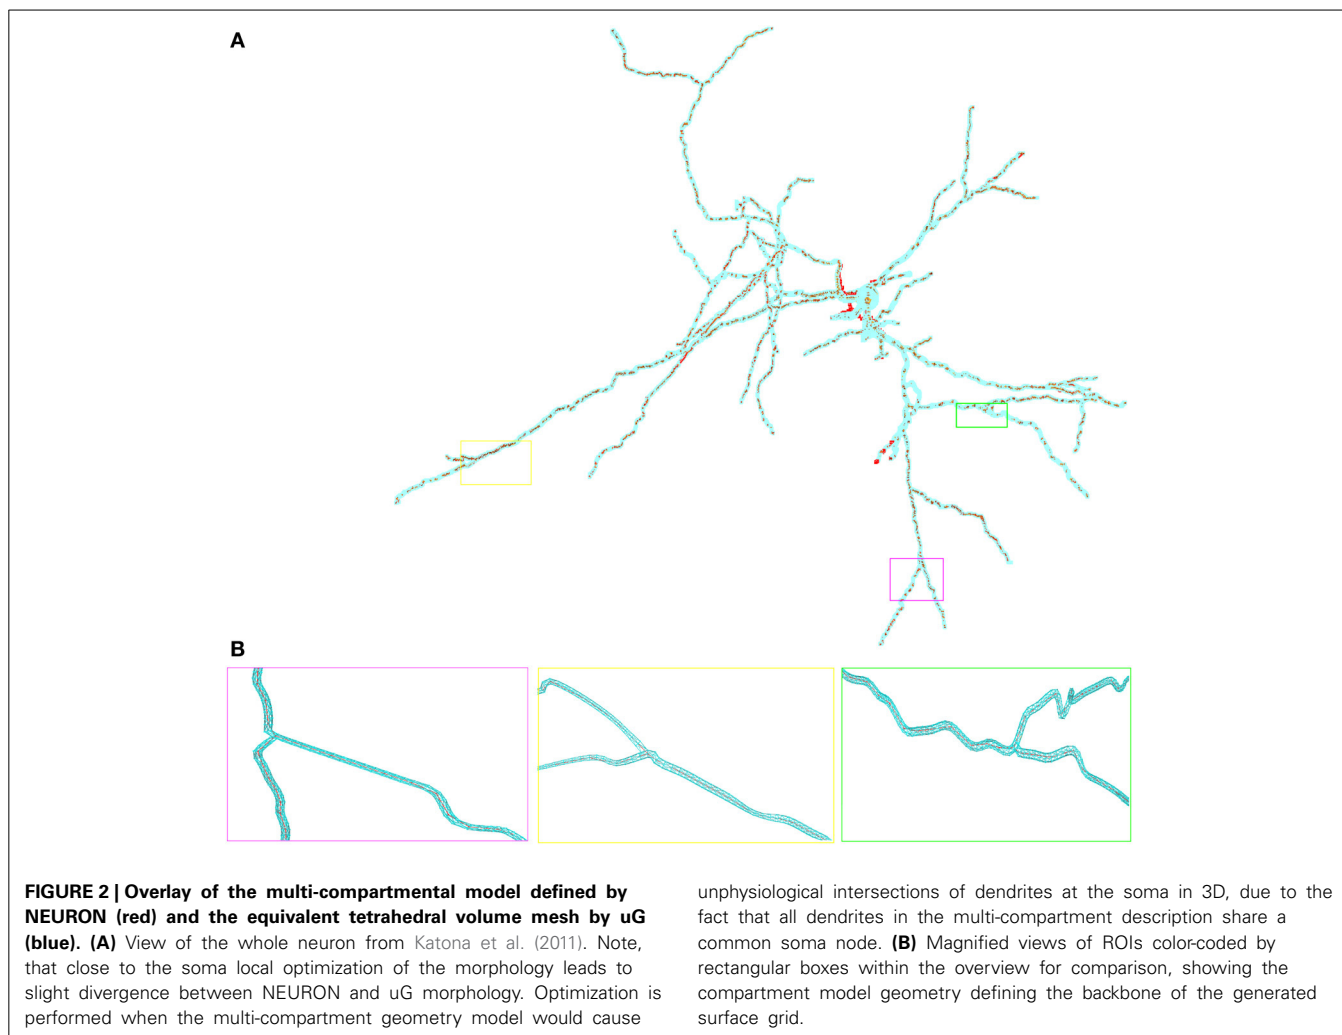 A
B
FIGURE 2 | Overlay of the multi-compartmental model defined by
NEURON (red) and the equivalent tetrahedral volume mesh by uG
(blue). (A) View of the whole neuron from Katona et al. (2011). Note,
that close to the soma local optimization of the morphology leads to
slight divergence between NEURON and uG morphology. Optimization is
performed when the multi-compartment geometry model would cause
unphysiological intersections of dendrites at the soma in 3D, due to the
fact that all dendrites in the multi-compartment description share a
common soma node. (B) Magnified views of ROIs color-coded by
rectangular boxes within the overview for comparison, showing the
compartment model geometry defining the backbone of the generated
surface grid.